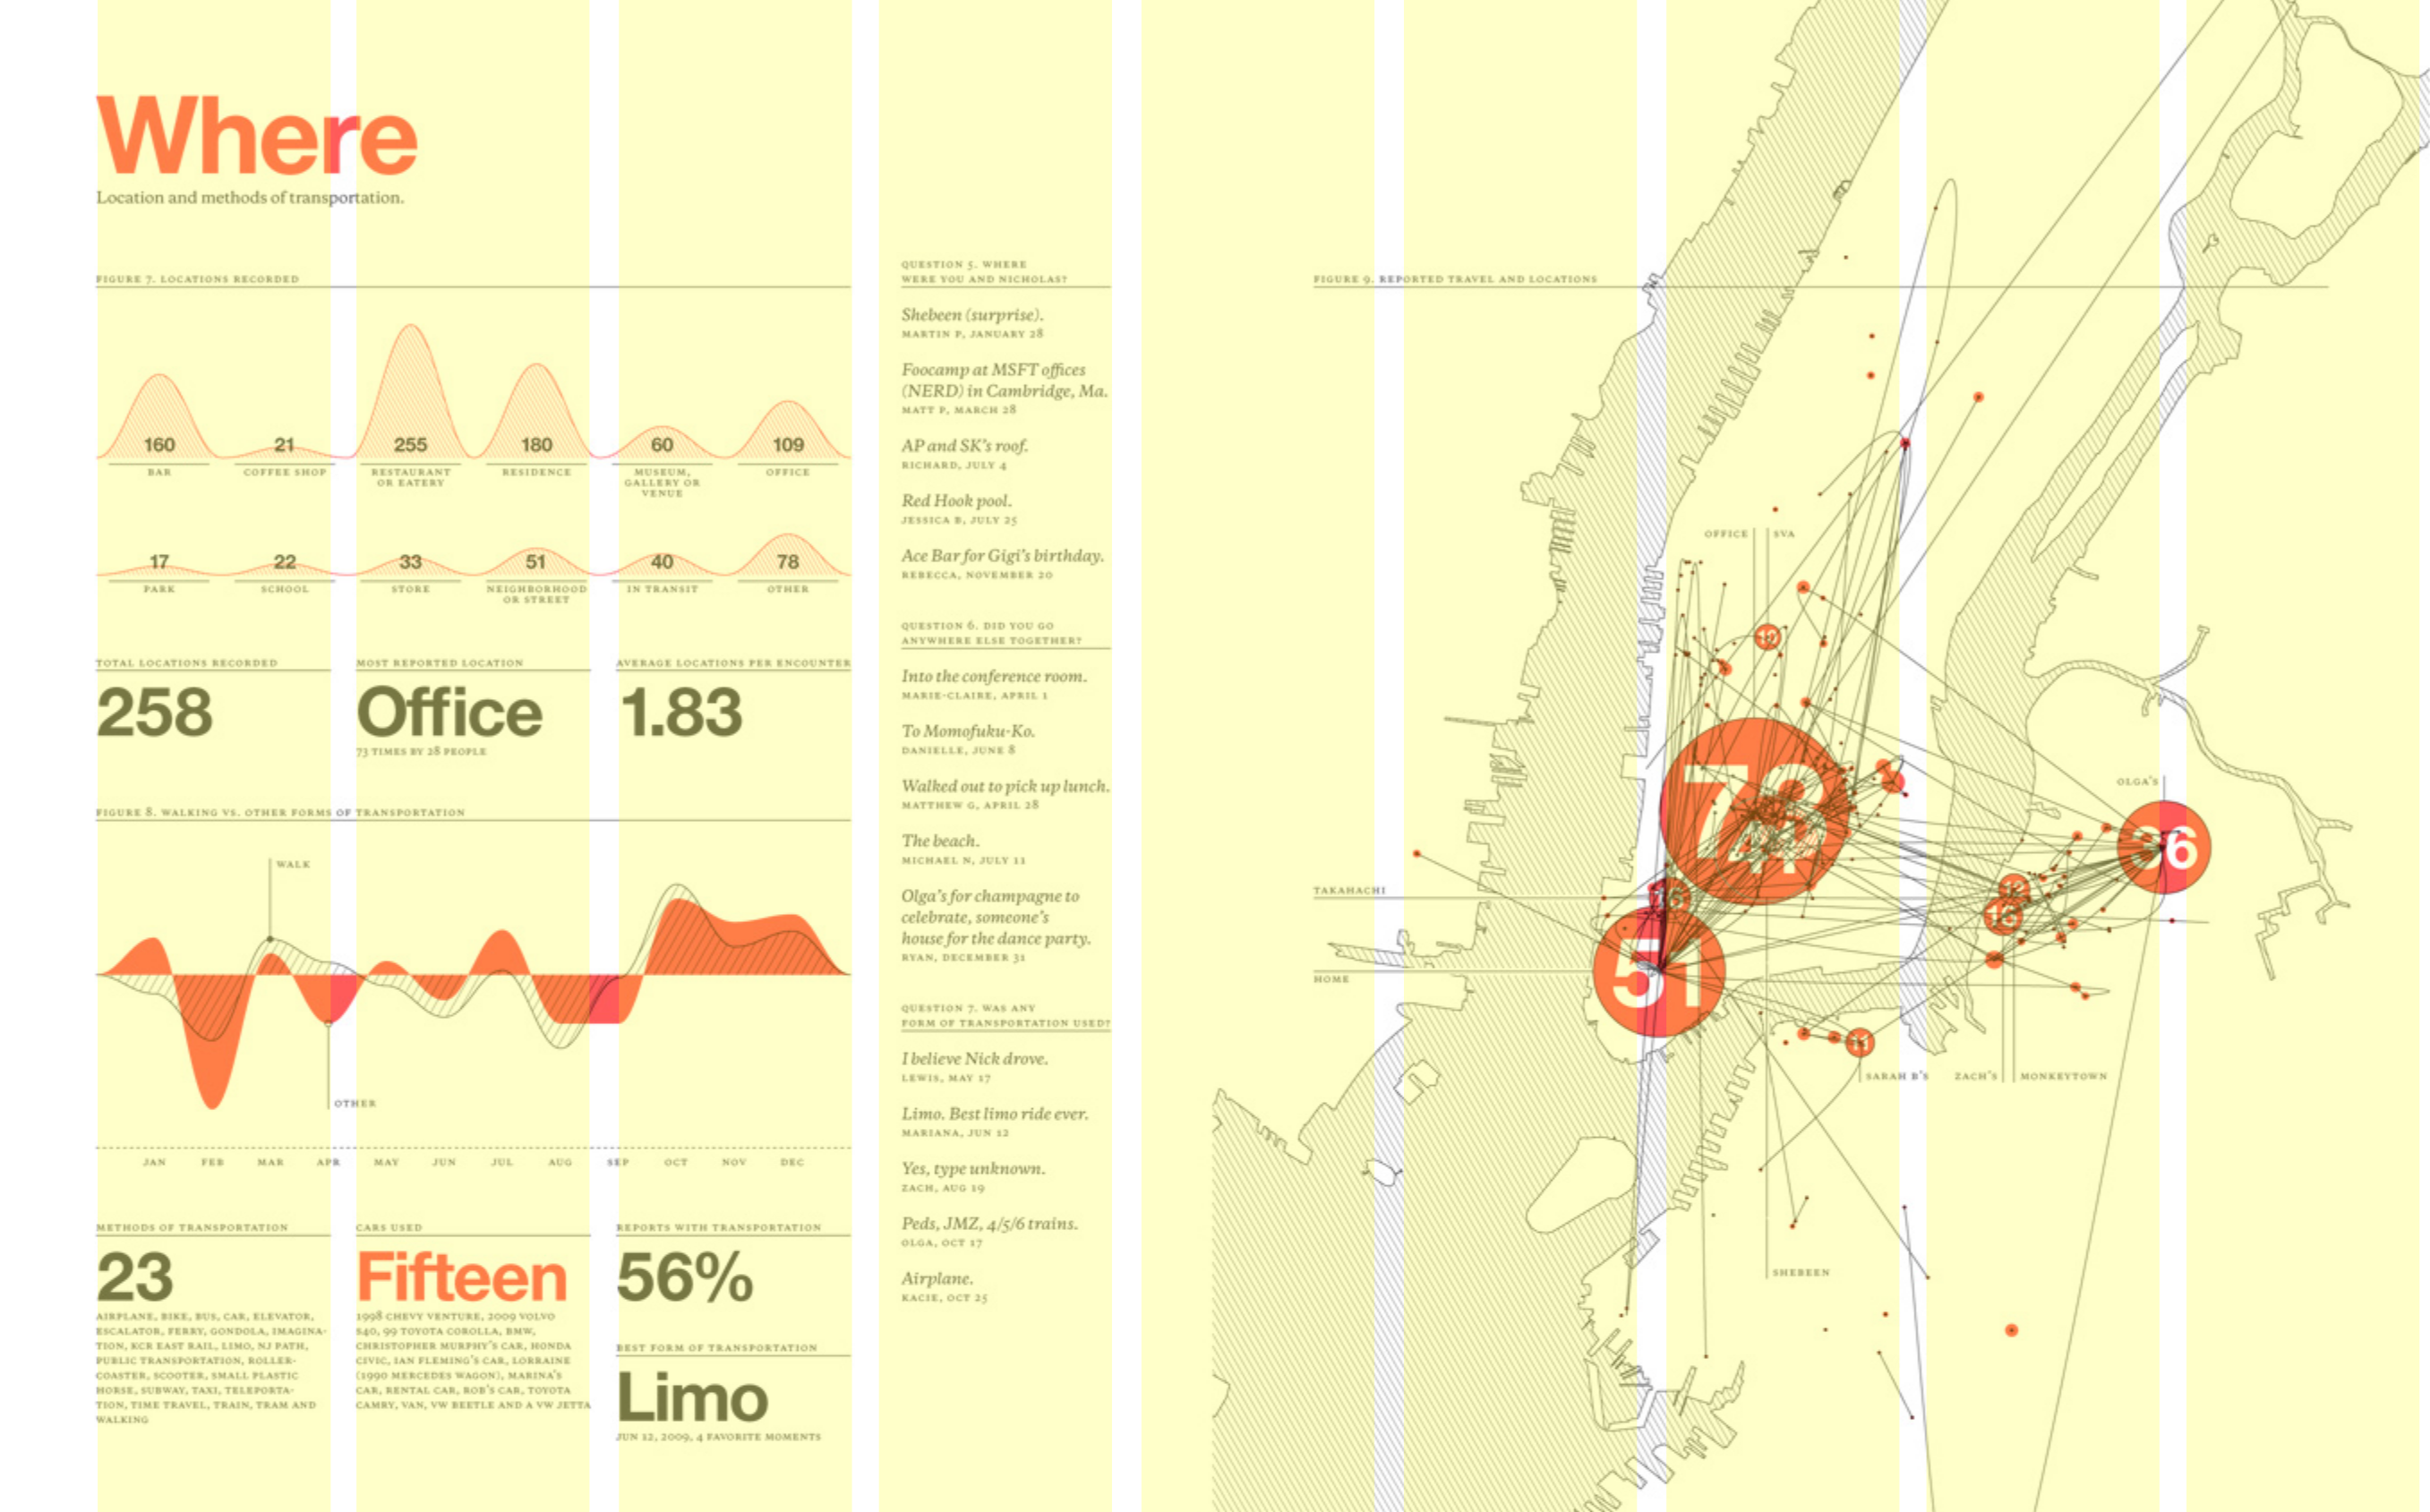 Where
Location and methods of transportation.
FIGURE 7. LOCATIONS RECORDED
160
21
255
180
60
109
BAR
COFFEE SHOP
RESTAURANT
OR EATERY
RESIDENCE
MUSEUM,
GALLERY OR
VENUE
OFFICE
17
22
33
51
40
78
PARK
SCHOOL
STORE
NEIGHBORHOOD
OR STREET
IN TRANSIT
OTHER
TOTAL LOCATIONS RECORDED
258
MOST REPORTED LOCATION
Office
73 TIMES BY 28 PEOPLE
AVERAGE LOCATIONS PER ENCOUNTER
1.83
FIGURE 8. WALKING VS. OTHER FORMS OF TRANSPORTATION
WALK
OTHER
JAN FEB MAR APR MAY JUN JUL AUG SEP OCT NOV DEC
METHODS OF TRANSPORTATION
23
AIRPLANE, BIKE, BUS, CAR, ELEVATOR,
ESCALATOR, FERRY, GONDOLA, IMAGINA-
TION, KCR EAST RAIL, LIMO, NJ PATH,
PUBLIC TRANSPORTATION, ROLLER-
COASTER, SCOOTER, SMALL PLASTIC
HORSE, SUBWAY, TAXI, TELEPORTA-
TION, TIME TRAVEL, TRAIN, TRAM AND
WALKING
CARS USED
Fifteen
1998 CHEVY VENTURE, 2009 VOLVO
S40, 99 TOYOTA COROLLA, BMW,
CHRISTOPHER MURPHY'S CAR, HONDA
CIVIC, IAN FLEMING'S CAR, LORRAINE
(1990 MERCEDES WAGON), MARINA'S
CAR, RENTAL CAR, ROB'S CAR, TOYOTA
CAMRY, VAN, VW BEETLE AND A VW JETTA
REPORTS WITH TRANSPORTATION
56%
BEST FORM OF TRANSPORTATION
Limo
JUN 12, 2009, 4 FAVORITE MOMENTS
QUESTION 5. WHERE
WERE YOU AND NICHOLAS?
Shebeen (surprise).
MARTIN P, JANUARY 28
Foocamp at MSFT offices
(NERD) in Cambridge, Ma.
MATT P, MARCH 28
AP and SK's roof.
RICHARD, JULY 4
Red Hook pool.
JESSICA B, JULY 25
Ace Bar for Gigi's birthday.
REBECCA, NOVEMBER 20
QUESTION 6. DID YOU GO
ANYWHERE ELSE TOGETHER?
Into the conference room.
MARIE-CLAIRE, APRIL 1
To Momofuku-Ko.
DANIELLE, JUNE 8
Walked out to pick up lunch.
MATTHEW G, APRIL 28
The beach.
MICHAEL N, JULY 11
Olga's for champagne to
celebrate, someone's
house for the dance party.
RYAN, DECEMBER 31
QUESTION 7. WAS ANY
FORM OF TRANSPORTATION USED?
I believe Nick drove.
LEWIS, MAY 17
Limo. Best limo ride ever.
MARIANA, JUN 12
Yes, type unknown.
ZACH, AUG 19
Peds, JMZ, 4/5/6 trains.
OLGA, OCT 17
Airplane.
KACIE, OCT 25
FIGURE 9. REPORTED TRAVEL AND LOCATIONS
OFFICE
SVA
OLGA'S
36
TAKAHACHI
51
HOME
11
SARAH B'S
ZACH'S
MONKEYTOWN
SHEBEEN